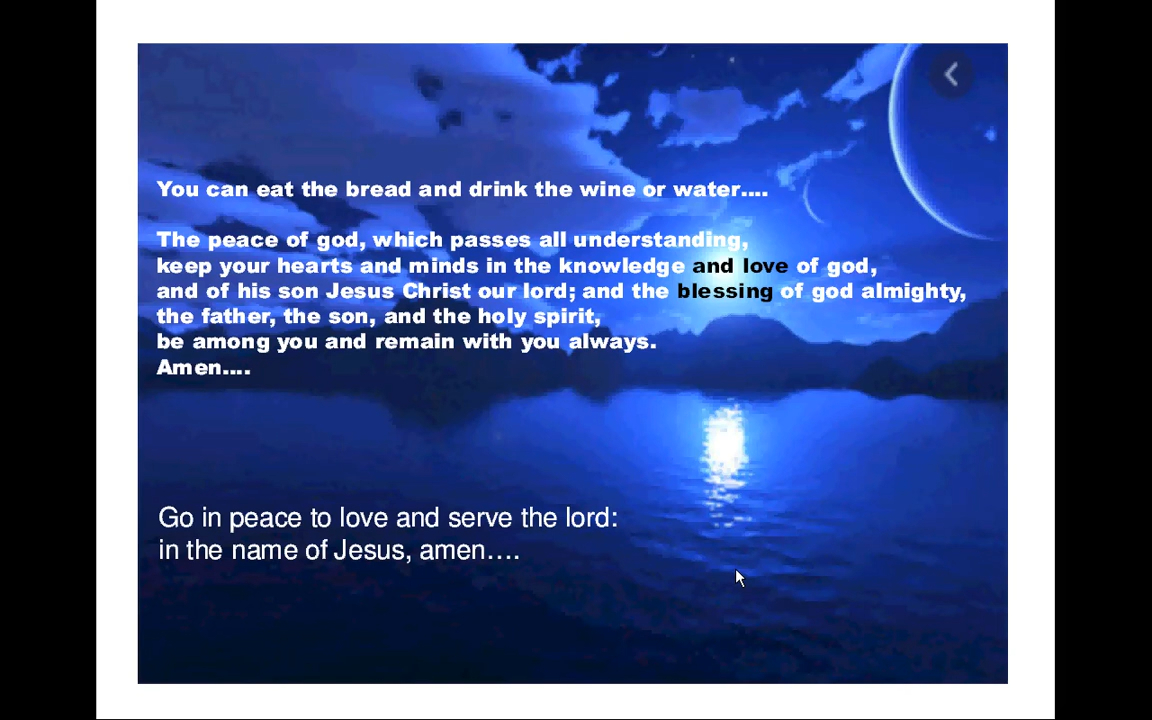 You can eat the bread and drink the wine or water....
The peace of god, which passes all understanding,
keep your hearts and minds in the knowledge and love of god,
and of his son Jesus Christ our lord; and the blessing of god almighty,
the father, the son, and the holy spirit,
be among you and remain with you always.
Amen....
Go in peace to love and serve the lord:
in the name of Jesus, amen….